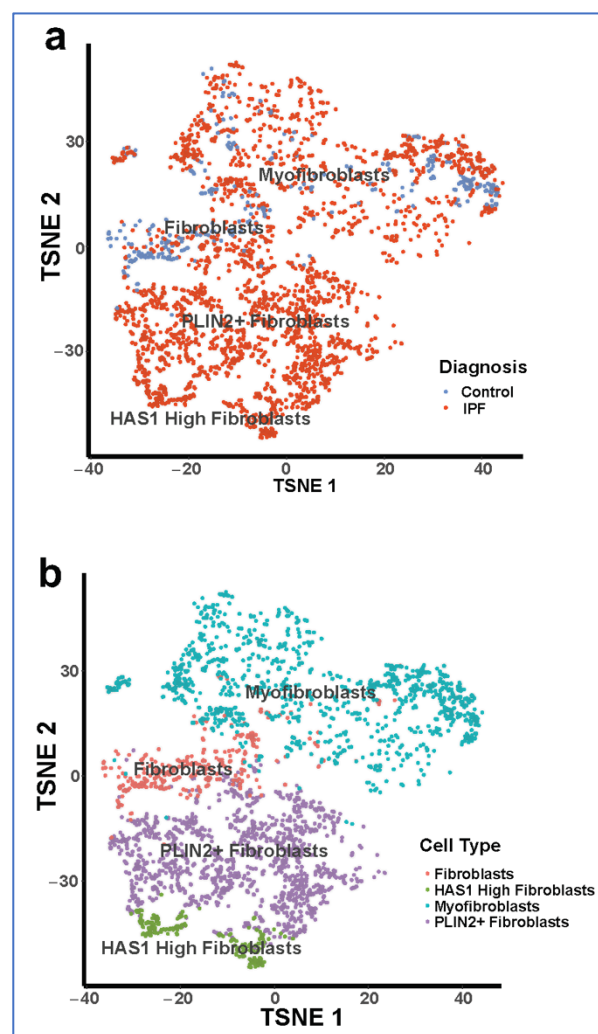 a
TSNE 2
30
0
−30
Myofibroblasts
Fibroblasts
PLIN2+ Fibroblasts
HAS1 High Fibroblasts
Diagnosis
Control
IPF
−40
−20
0
20
40
TSNE 1
b
TSNE 2
30
0
−30
Myofibroblasts
Fibroblasts
PLIN2+ Fibroblasts
HAS1 High Fibroblasts
Cell Type
Fibroblasts
HAS1 High Fibroblasts
Myofibroblasts
PLIN2+ Fibroblasts
−40
−20
0
20
40
TSNE 1